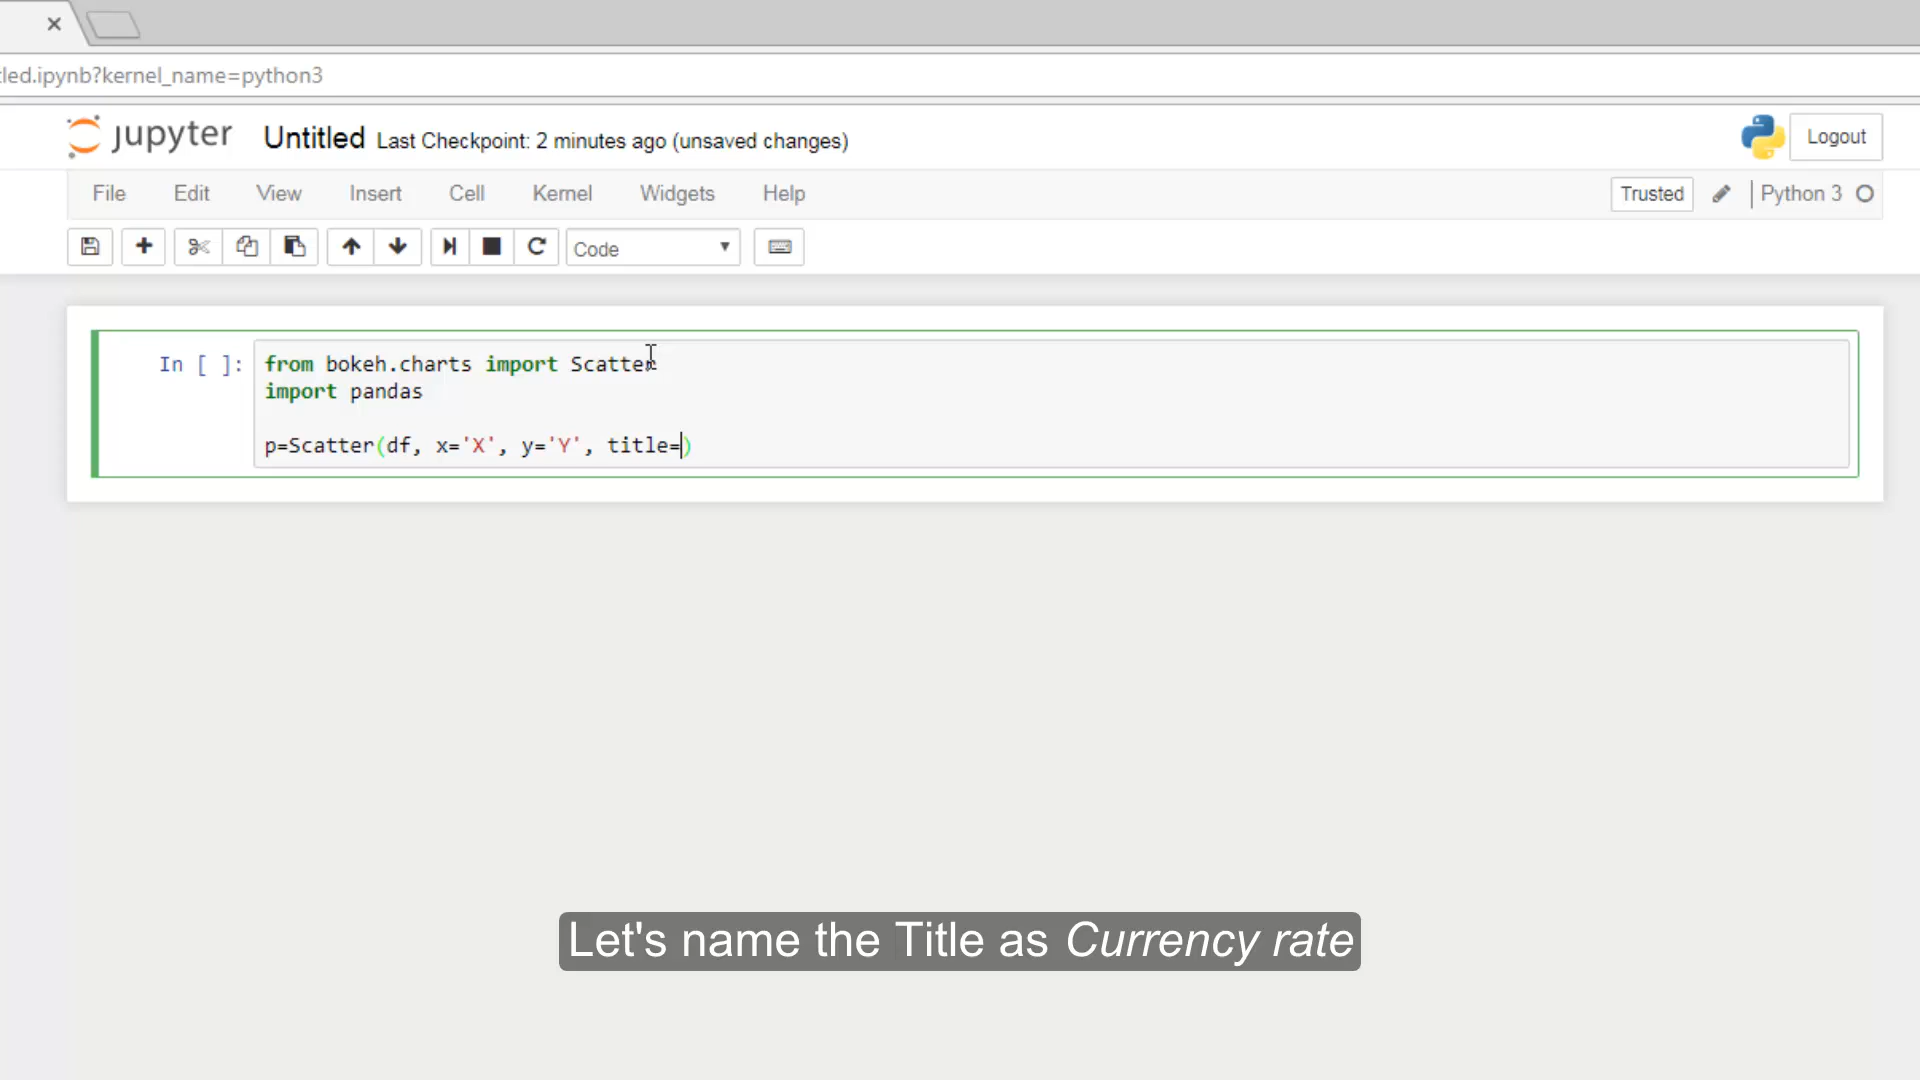 led.ipynb?kernel_name=python3
jupyter Untitled Last Checkpoint: 2 minutes ago (unsaved changes) Logout
File Edit View Insert Cell Kernel Widgets Help Trusted Python 3
Code
In [ ]: from bokeh.charts import Scatter
import pandas
p=Scatter(df, x='X', y='Y', title=)
Let's name the Title as Currency rate